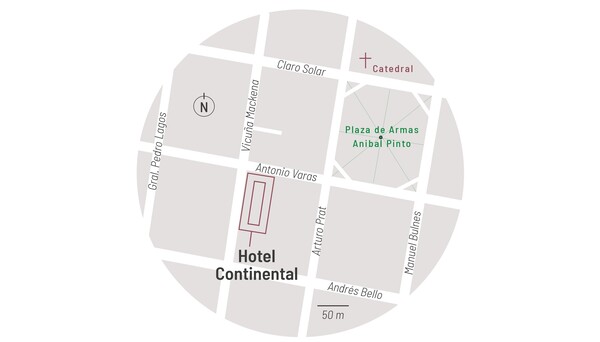 Claro Solar
Catedral
N
Vicuña Mackena
Plaza de Armas
Anibal Pinto
Gral. Pedro Lagos
Antonio Varas
Arturo Prat
Manuel Bulnes
Hotel
Continental
Andrés Bello
50 m